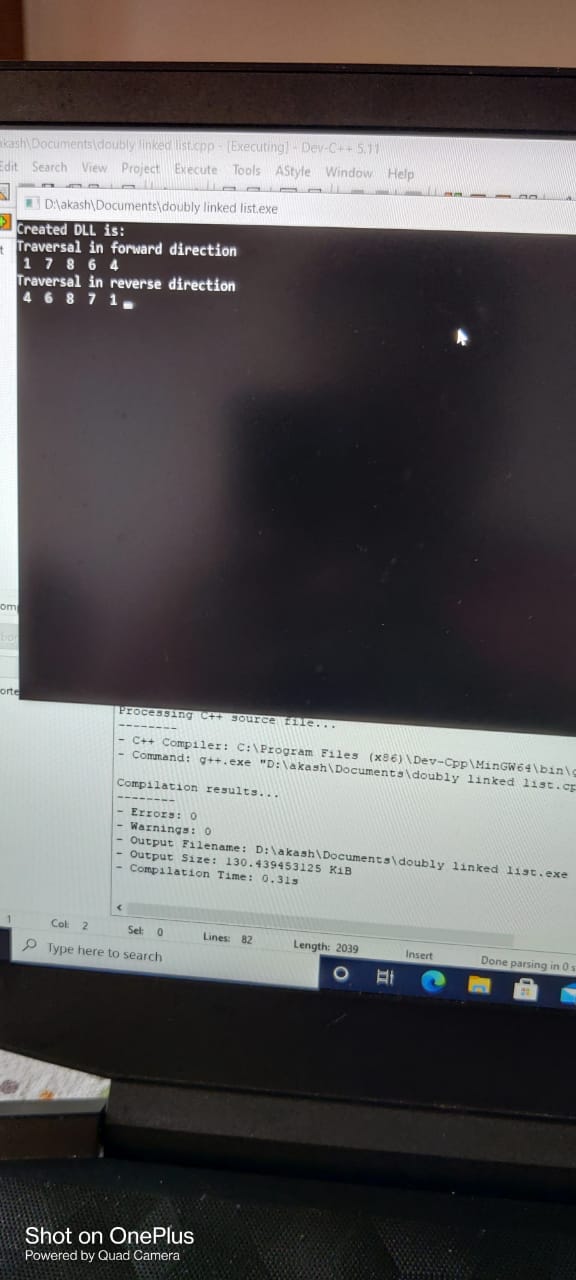 akash\Documents\doubly linked list.cpp - [Executing] - Dev-C++ 5.11
Edit Search View Project Execute Tools AStyle Window Help
D:\akash\Documents\doubly linked list.exe
Created DLL is:
Traversal in forward direction
1 7 8 6 4
Traversal in reverse direction
4 6 8 7 1
Processing C++ source file...
--------
- C++ Compiler: C:\Program Files (x86)\Dev-Cpp\MinGW64\bin\g
- Command: g++.exe "D:\akash\Documents\doubly linked list.cp
Compilation results...
--------
- Errors: 0
- Warnings: 0
- Output Filename: D:\akash\Documents\doubly linked list.exe
- Output Size: 130.439453125 KiB
- Compilation Time: 0.31s
1 Col: 2 Sel: 0 Lines: 82 Length: 2039 Insert Done parsing in 0 s
Type here to search
Shot on OnePlus
Powered by Quad Camera